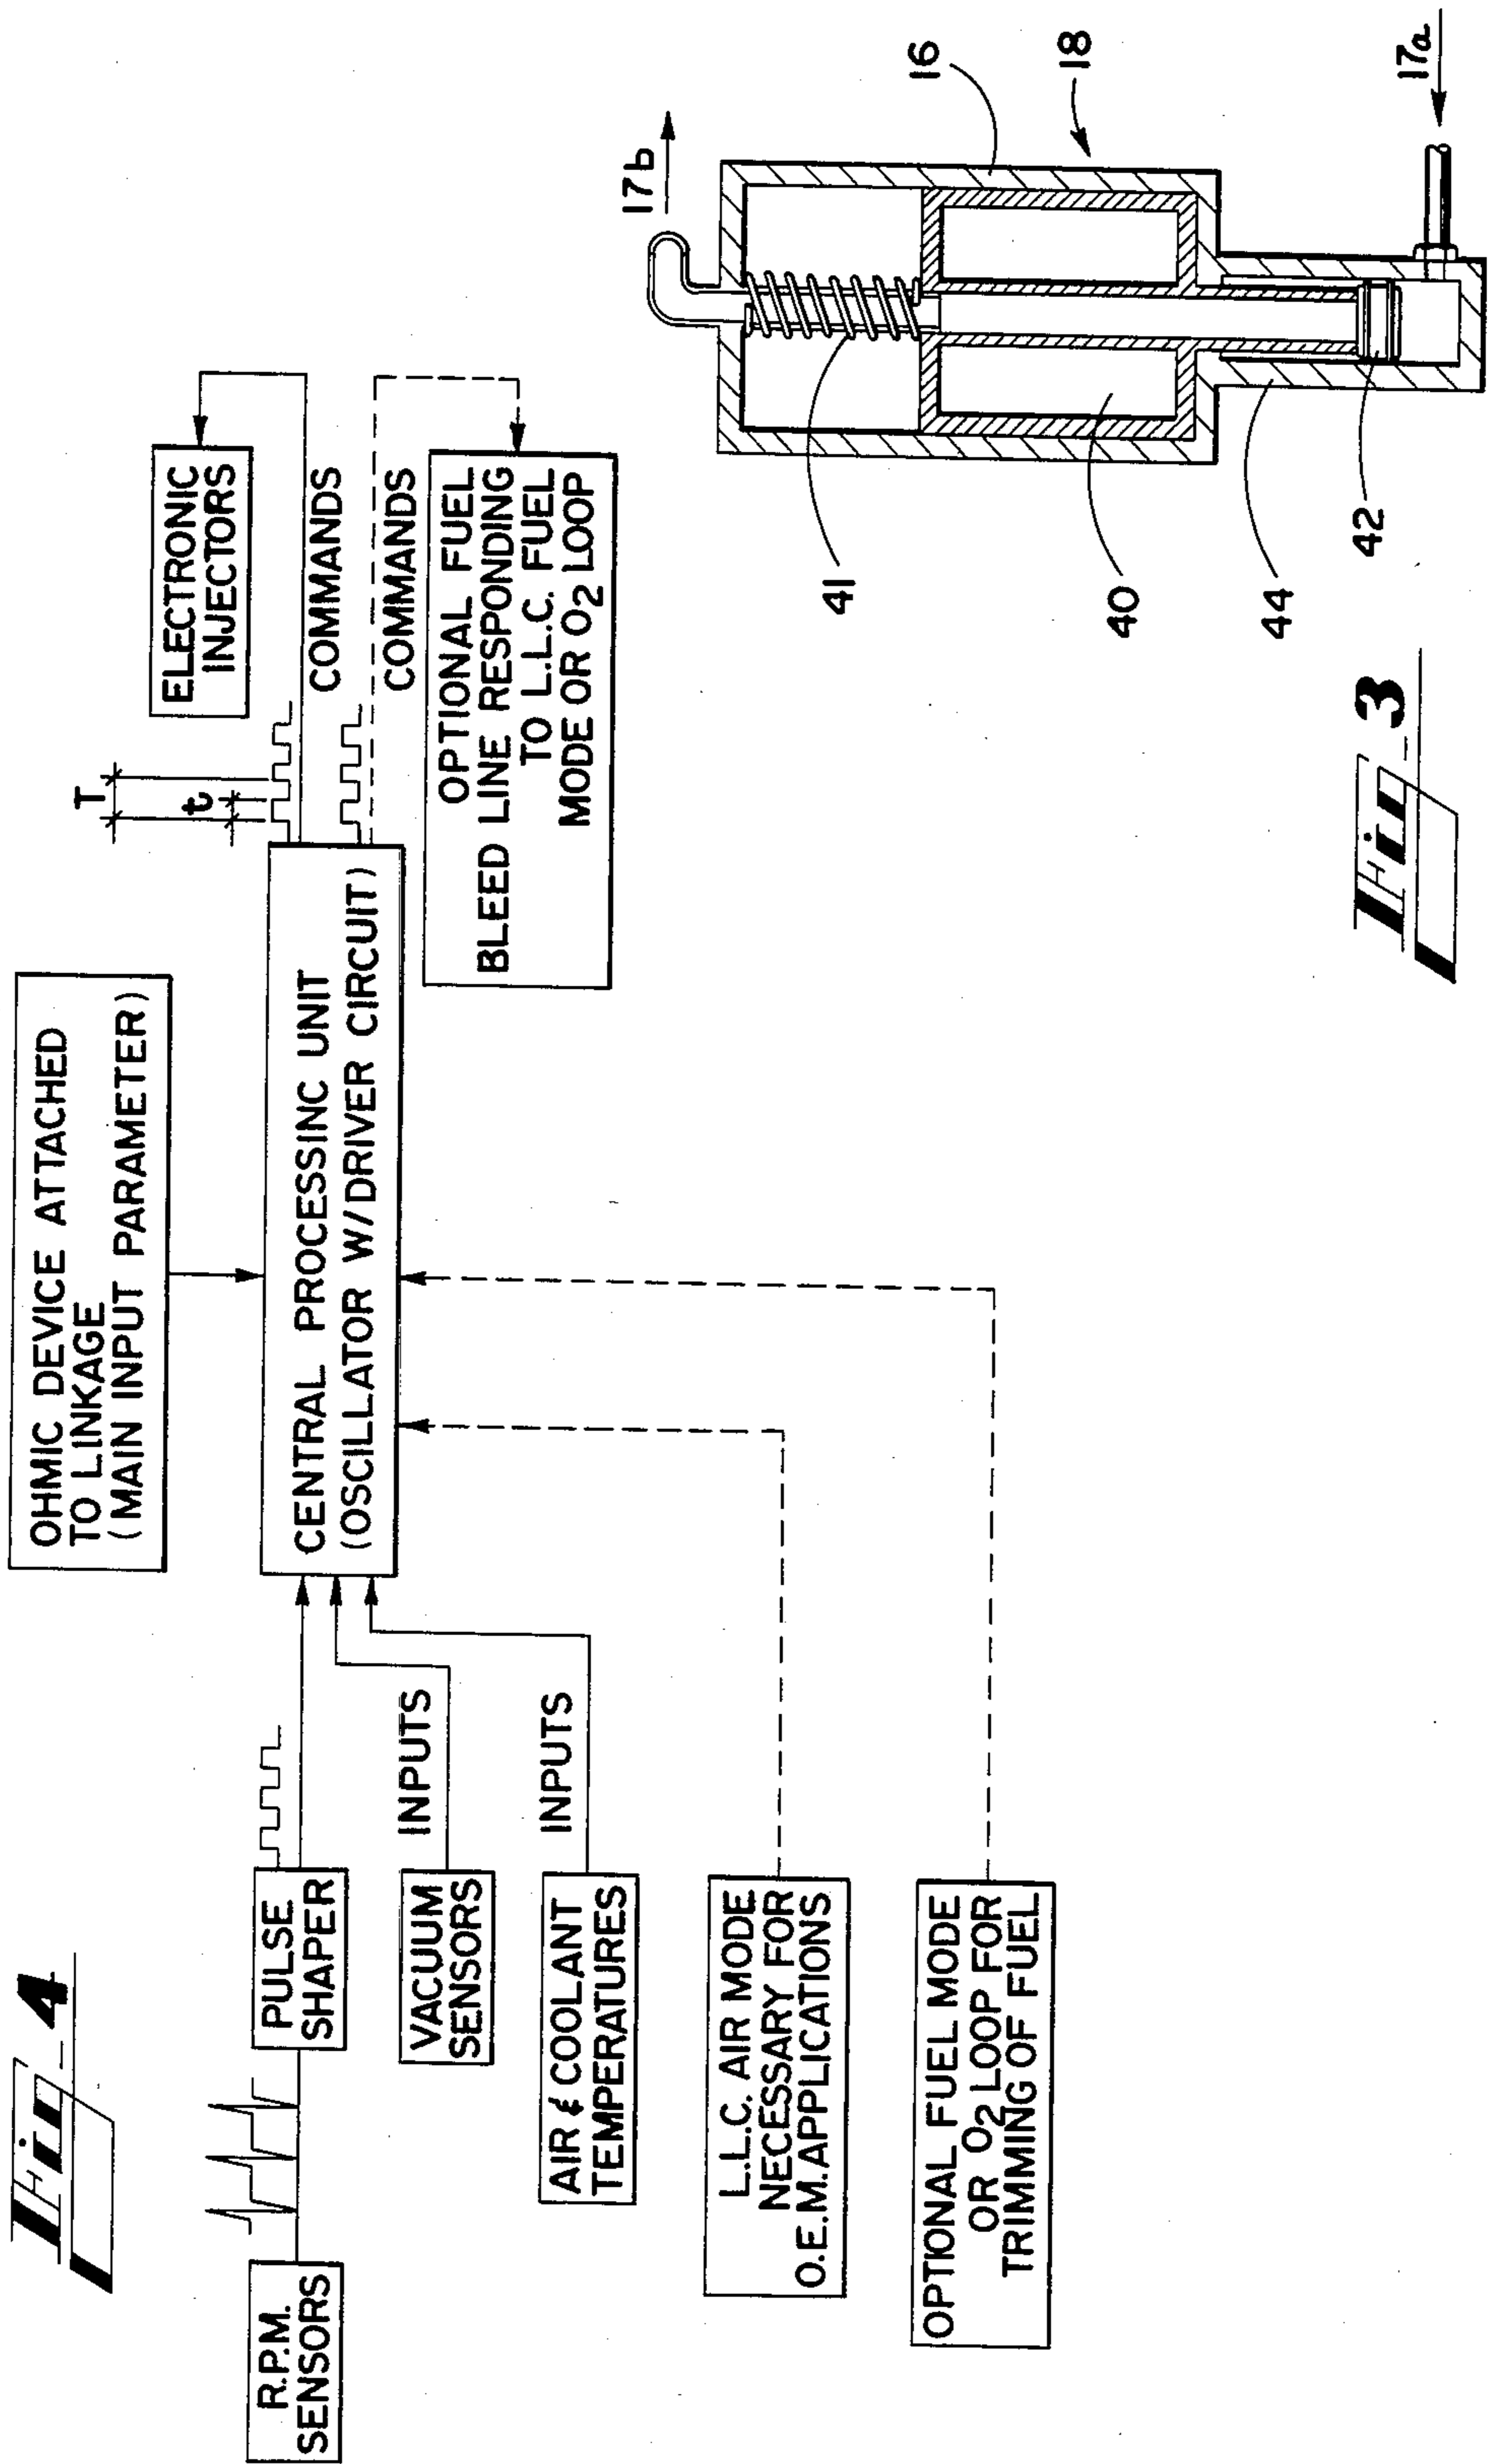 Fig. 4
R.P.M.
SENSORS
PULSE
SHAPER
VACUUM
SENSORS
INPUTS
AIR & COOLANT
TEMPERATURES
INPUTS
L.L.C. AIR MODE
NECESSARY FOR
O.E.M. APPLICATIONS
OPTIONAL FUEL MODE
OR O2 LOOP FOR
TRIMMING OF FUEL
OHMIC DEVICE ATTACHED
TO LINKAGE
(MAIN INPUT PARAMETER)
CENTRAL PROCESSINC UNIT
(OSCILLATOR W/DRIVER CIRCUIT)
T
t
ELECTRONIC
INJECTORS
COMMANDS
COMMANDS
OPTIONAL FUEL
BLEED LINE RESPONDING
TO L.L.C. FUEL
MODE OR O2 LOOP
Fig. 3
17b
16
18
17a
41
40
44
42